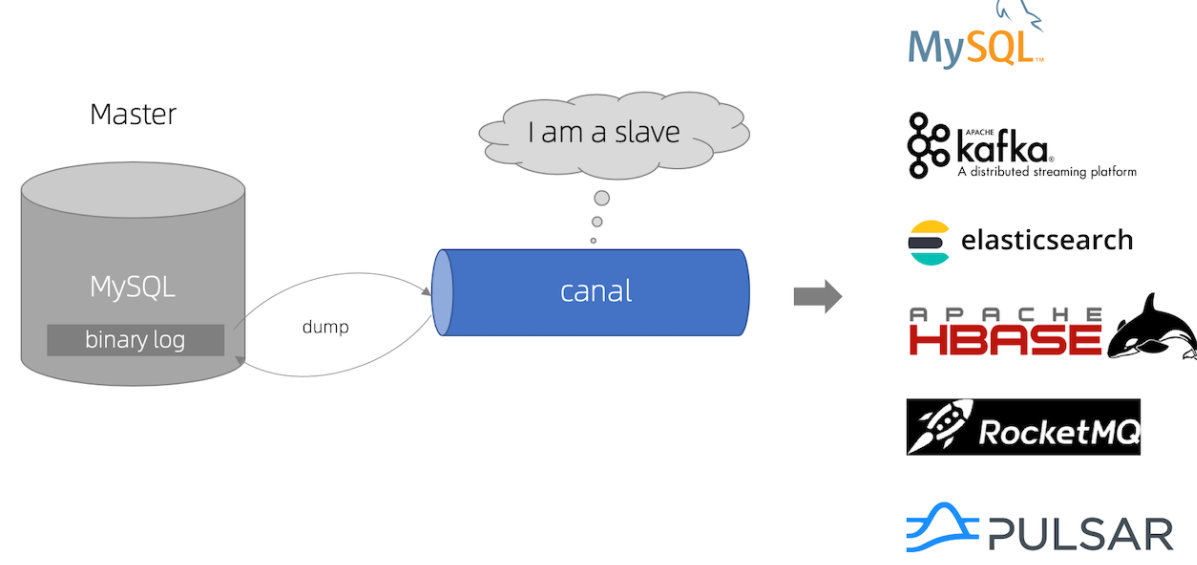 Master
MySQL
binary log
dump
I am a slave
canal
MySQL™
APACHE
kafka®
A distributed streaming platform
elasticsearch
APACHE
HBASE
RocketMQ
PULSAR